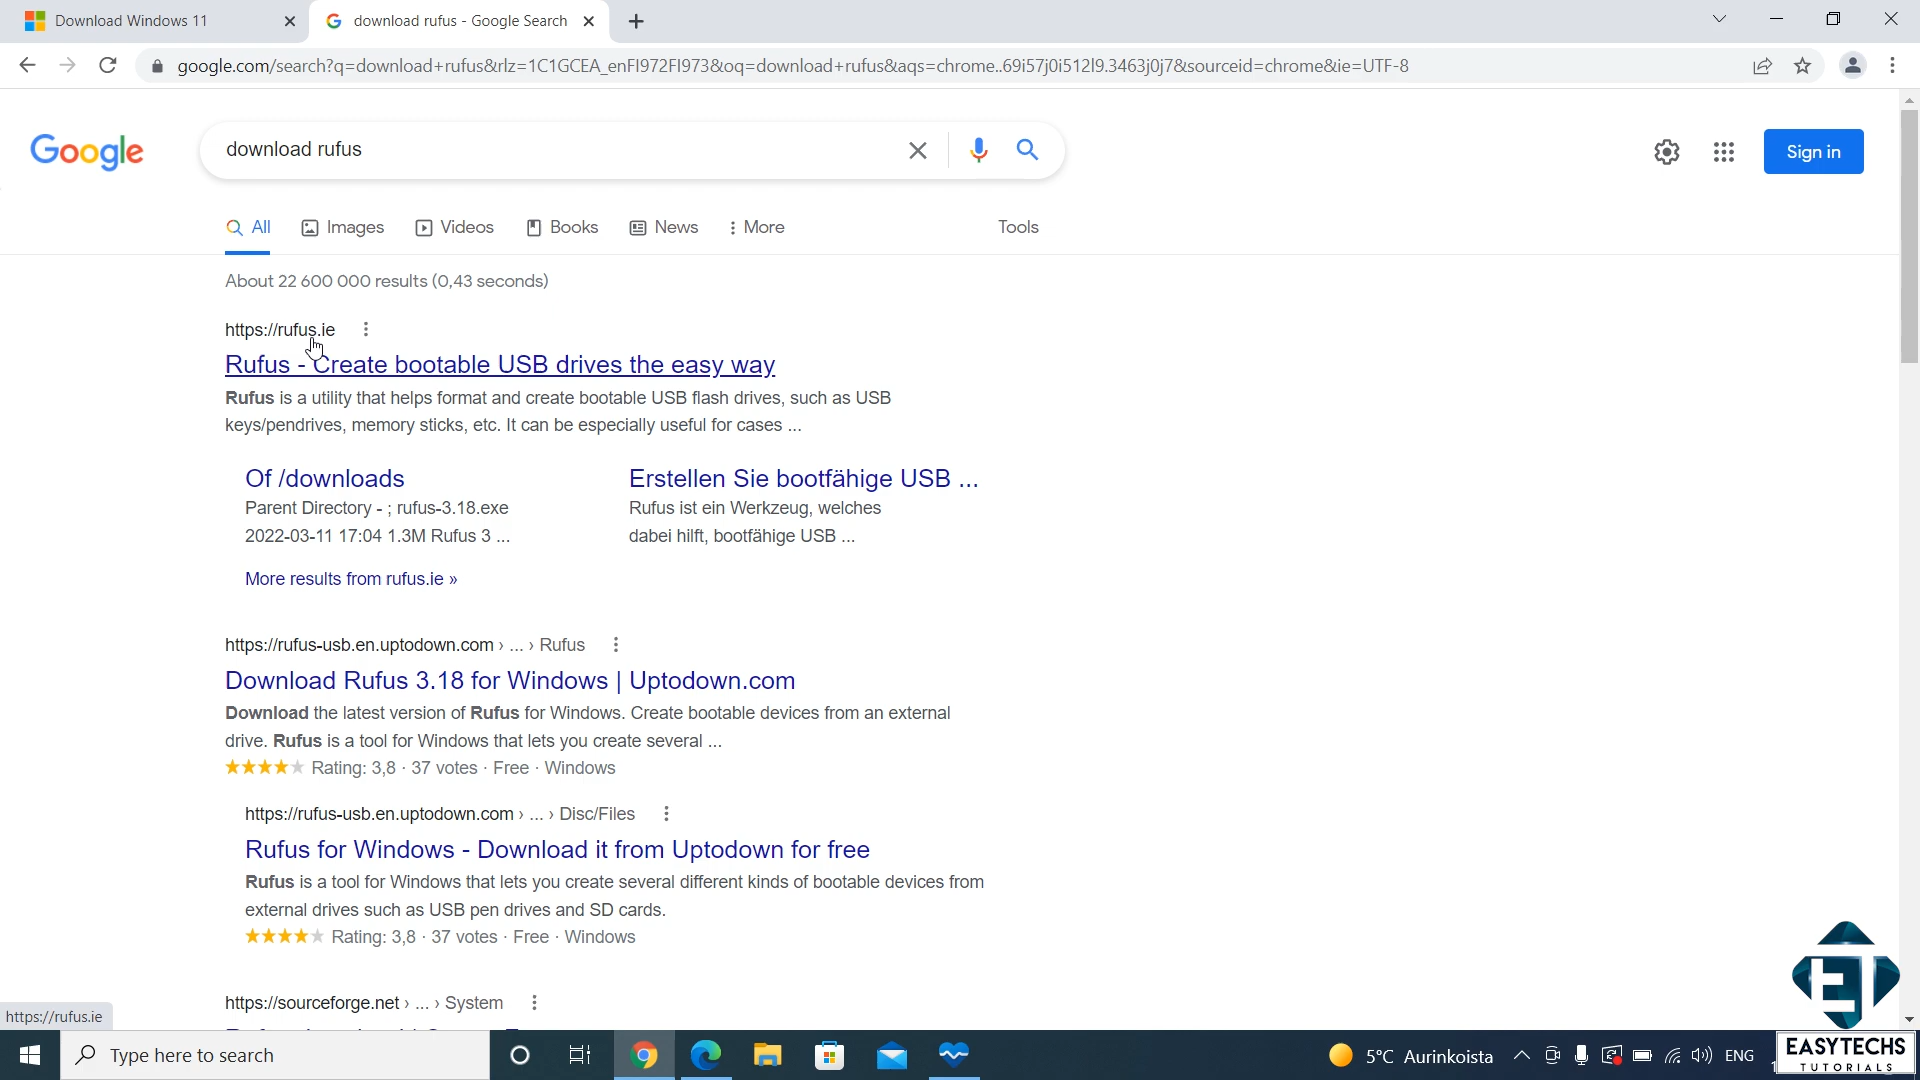 Download Windows 11
download rufus - Google Search
google.com/search?q=download+rufus&rlz=1C1GCEA_enFI972FI973&oq=download+rufus&aqs=chrome..69i57j0i512l9.3463j0j7&sourceid=chrome&ie=UTF-8
Google
download rufus
Sign in
All
Images
Videos
Books
News
More
Tools
About 22 600 000 results (0,43 seconds)
https://rufus.ie
Rufus - Create bootable USB drives the easy way
Rufus is a utility that helps format and create bootable USB flash drives, such as USB
keys/pendrives, memory sticks, etc. It can be especially useful for cases ...
Of /downloads
Parent Directory - ; rufus-3.18.exe
2022-03-11 17:04 1.3M Rufus 3 ...
Erstellen Sie bootfähige USB ...
Rufus ist ein Werkzeug, welches
dabei hilft, bootfähige USB ...
More results from rufus.ie »
https://rufus-usb.en.uptodown.com › ... › Rufus
Download Rufus 3.18 for Windows | Uptodown.com
Download the latest version of Rufus for Windows. Create bootable devices from an external
drive. Rufus is a tool for Windows that lets you create several ...
Rating: 3,8 · 37 votes · Free · Windows
https://rufus-usb.en.uptodown.com › ... › Disc/Files
Rufus for Windows - Download it from Uptodown for free
Rufus is a tool for Windows that lets you create several different kinds of bootable devices from
external drives such as USB pen drives and SD cards.
Rating: 3,8 · 37 votes · Free · Windows
https://sourceforge.net › ... › System
https://rufus.ie
Type here to search
5°C Aurinkoista
ENG
EASYTECHS
TUTORIALS